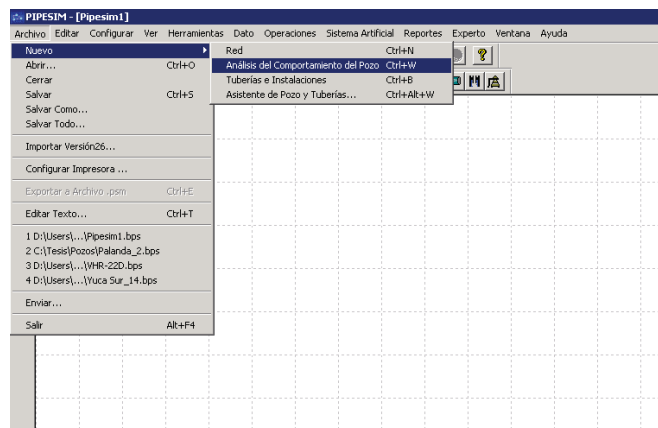 PIPESIM - [Pipesim1]
Archivo Editar Configurar Ver Herramientas Dato Operaciones Sistema Artificial Reportes Experto Ventana Ayuda
Nuevo
Abrir... Ctrl+O
Cerrar
Salvar Ctrl+S
Salvar Como...
Salvar Todo...
Importar Versión26...
Configurar Impresora ...
Exportar a Archivo .psm Ctrl+E
Editar Texto... Ctrl+T
1 D:\Users\...\Pipesim1.bps
2 C:\Tesis\Pozos\Palanda_2.bps
3 D:\Users\...\VHR-22D.bps
4 D:\Users\...\Yuca Sur_14.bps
Enviar...
Salir Alt+F4
Red Ctrl+N
Análisis del Comportamiento del Pozo Ctrl+W
Tuberías e Instalaciones Ctrl+B
Asistente de Pozo y Tuberías... Ctrl+Alt+W